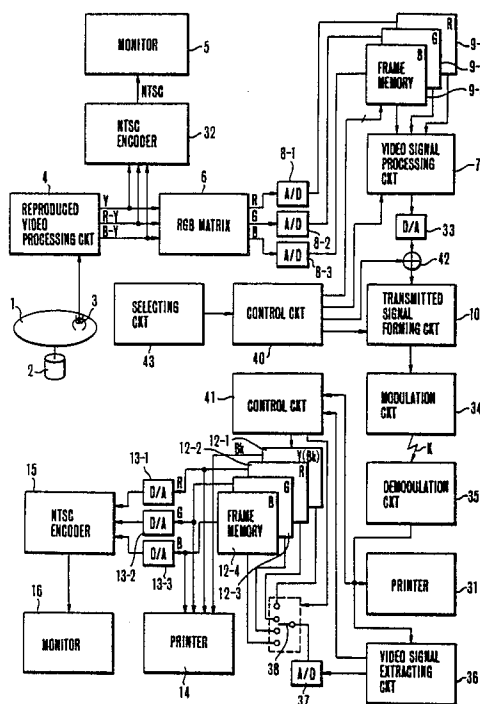 MONITOR
5
NTSC
NTSC ENCODER
32
4
REPRODUCED VIDEO PROCESSING CKT
Y
R-Y
B-Y
6
RGB MATRIX
R
G
B
8-1
A/D
A/D
8-2
A/D
8-3
R
G
B
FRAME MEMORY
9-
9-
9-
VIDEO SIGNAL PROCESSING CKT
7
D/A
33
42
1
3
2
SELECTING CKT
43
CONTROL CKT
40
TRANSMITTED SIGNAL FORMING CKT
10
41
CONTROL CKT
MODULATION CKT
34
K
DEMODULATION CKT
35
12-1
Bk
Y(Bk)
12-2
R
G
B
FRAME MEMORY
12-4
12-3
13-1
D/A
R
D/A
G
13-2
D/A
B
13-3
15
NTSC ENCODER
16
MONITOR
PRINTER
14
38
A/D
37
PRINTER
31
VIDEO SIGNAL EXTRACTING CKT
36